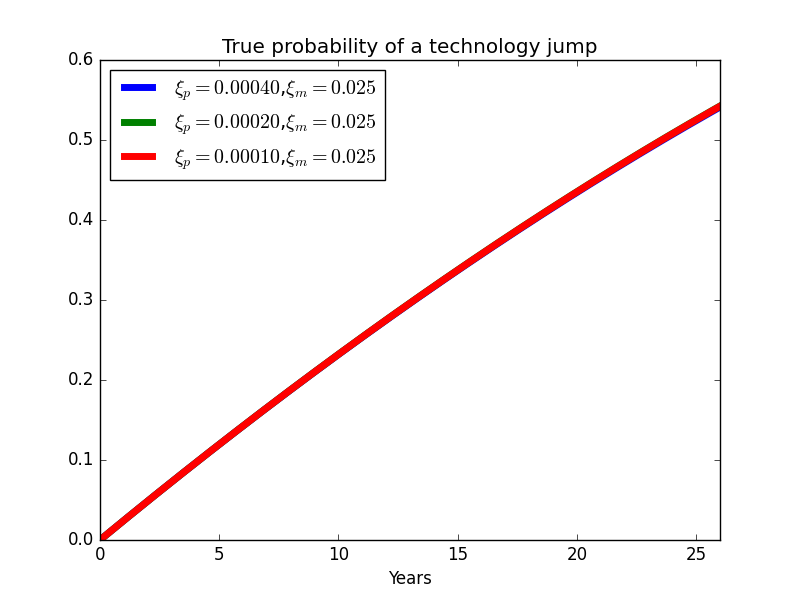 True probability of a technology jump
0.6
0.5
0.4
0.3
0.2
0.1
0.0
ξₚ = 0.00040,ξₘ = 0.025
ξₚ = 0.00020,ξₘ = 0.025
ξₚ = 0.00010,ξₘ = 0.025
0 5 10 15 20 25
Years